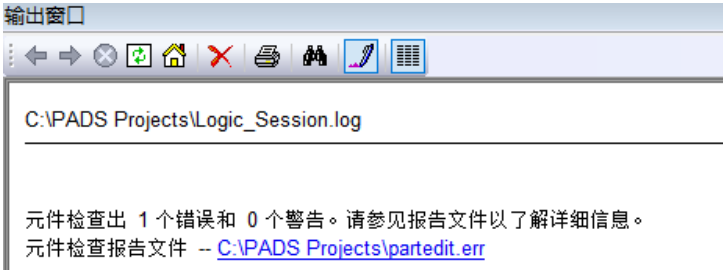 输出窗口
C:\PADS Projects\Logic_Session.log
元件检查出 1 个错误和 0 个警告。请参见报告文件以了解详细信息。
元件检查报告文件 -- C:\PADS Projects\partedit.err